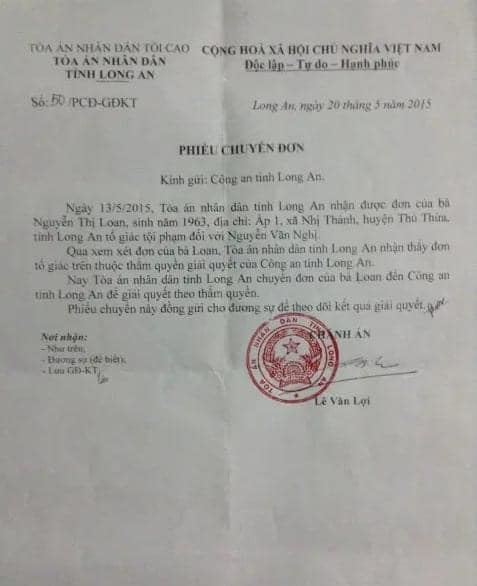 TÒA ÁN NHÂN DÂN TỐI CAO
TÒA ÁN NHÂN DÂN
TỈNH LONG AN
Số: 50 /PCĐ-GĐKT
CỘNG HOÀ XÃ HỘI CHỦ NGHĨA VIỆT NAM
Độc lập – Tự do – Hạnh phúc
Long An, ngày 20 tháng 5 năm 2015
PHIẾU CHUYỂN ĐƠN
Kính gửi: Công an tỉnh Long An.
Ngày 13/5/2015, Tòa án nhân dân tỉnh Long An nhận được đơn của bà
Nguyễn Thị Loan, sinh năm 1963, địa chỉ: Ấp 1, xã Nhị Thành, huyện Thủ Thừa,
tỉnh Long An tố giác tội phạm đối với Nguyễn Văn Nghị.
Qua xem xét đơn của bà Loan, Tòa án nhân dân tỉnh Long An nhận thấy đơn
tố giác trên thuộc thẩm quyền giải quyết của Công an tỉnh Long An.
Nay Tòa án nhân dân tỉnh Long An chuyển đơn của bà Loan đến Công an
tỉnh Long An để giải quyết theo thẩm quyền.
Phiếu chuyển này đồng gửi cho đương sự để theo dõi kết quả giải quyết.
Nơi nhận:
- Như trên;
- Đương sự (để biết);
- Lưu GĐ-KT.
CHÁNH ÁN
TÒA ÁN NHÂN DÂN TỈNH LONG AN
Lê Văn Lợi